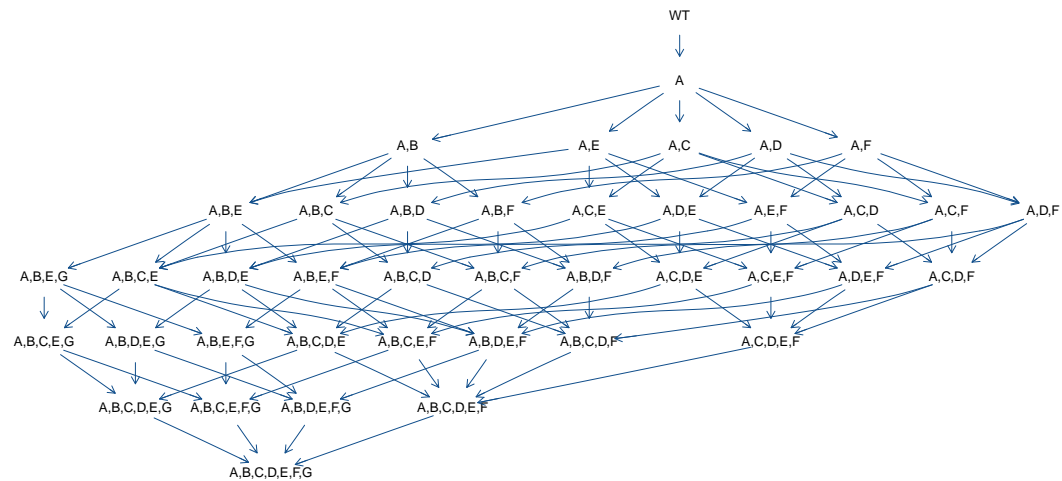 WT
A
A,B A,E A,C A,D A,F
A,B,E A,B,C A,B,D A,B,F A,C,E A,D,E A,E,F A,C,D A,C,F A,D,F
A,B,E,G A,B,C,E A,B,D,E A,B,E,F A,B,C,D A,B,C,F A,B,D,F A,C,D,E A,C,E,F A,D,E,F A,C,D,F
A,B,C,E,G A,B,D,E,G A,B,E,F,G A,B,C,D,E A,B,C,E,F A,B,D,E,F A,B,C,D,F A,C,D,E,F
A,B,C,D,E,G A,B,C,E,F,G A,B,D,E,F,G A,B,C,D,E,F
A,B,C,D,E,F,G